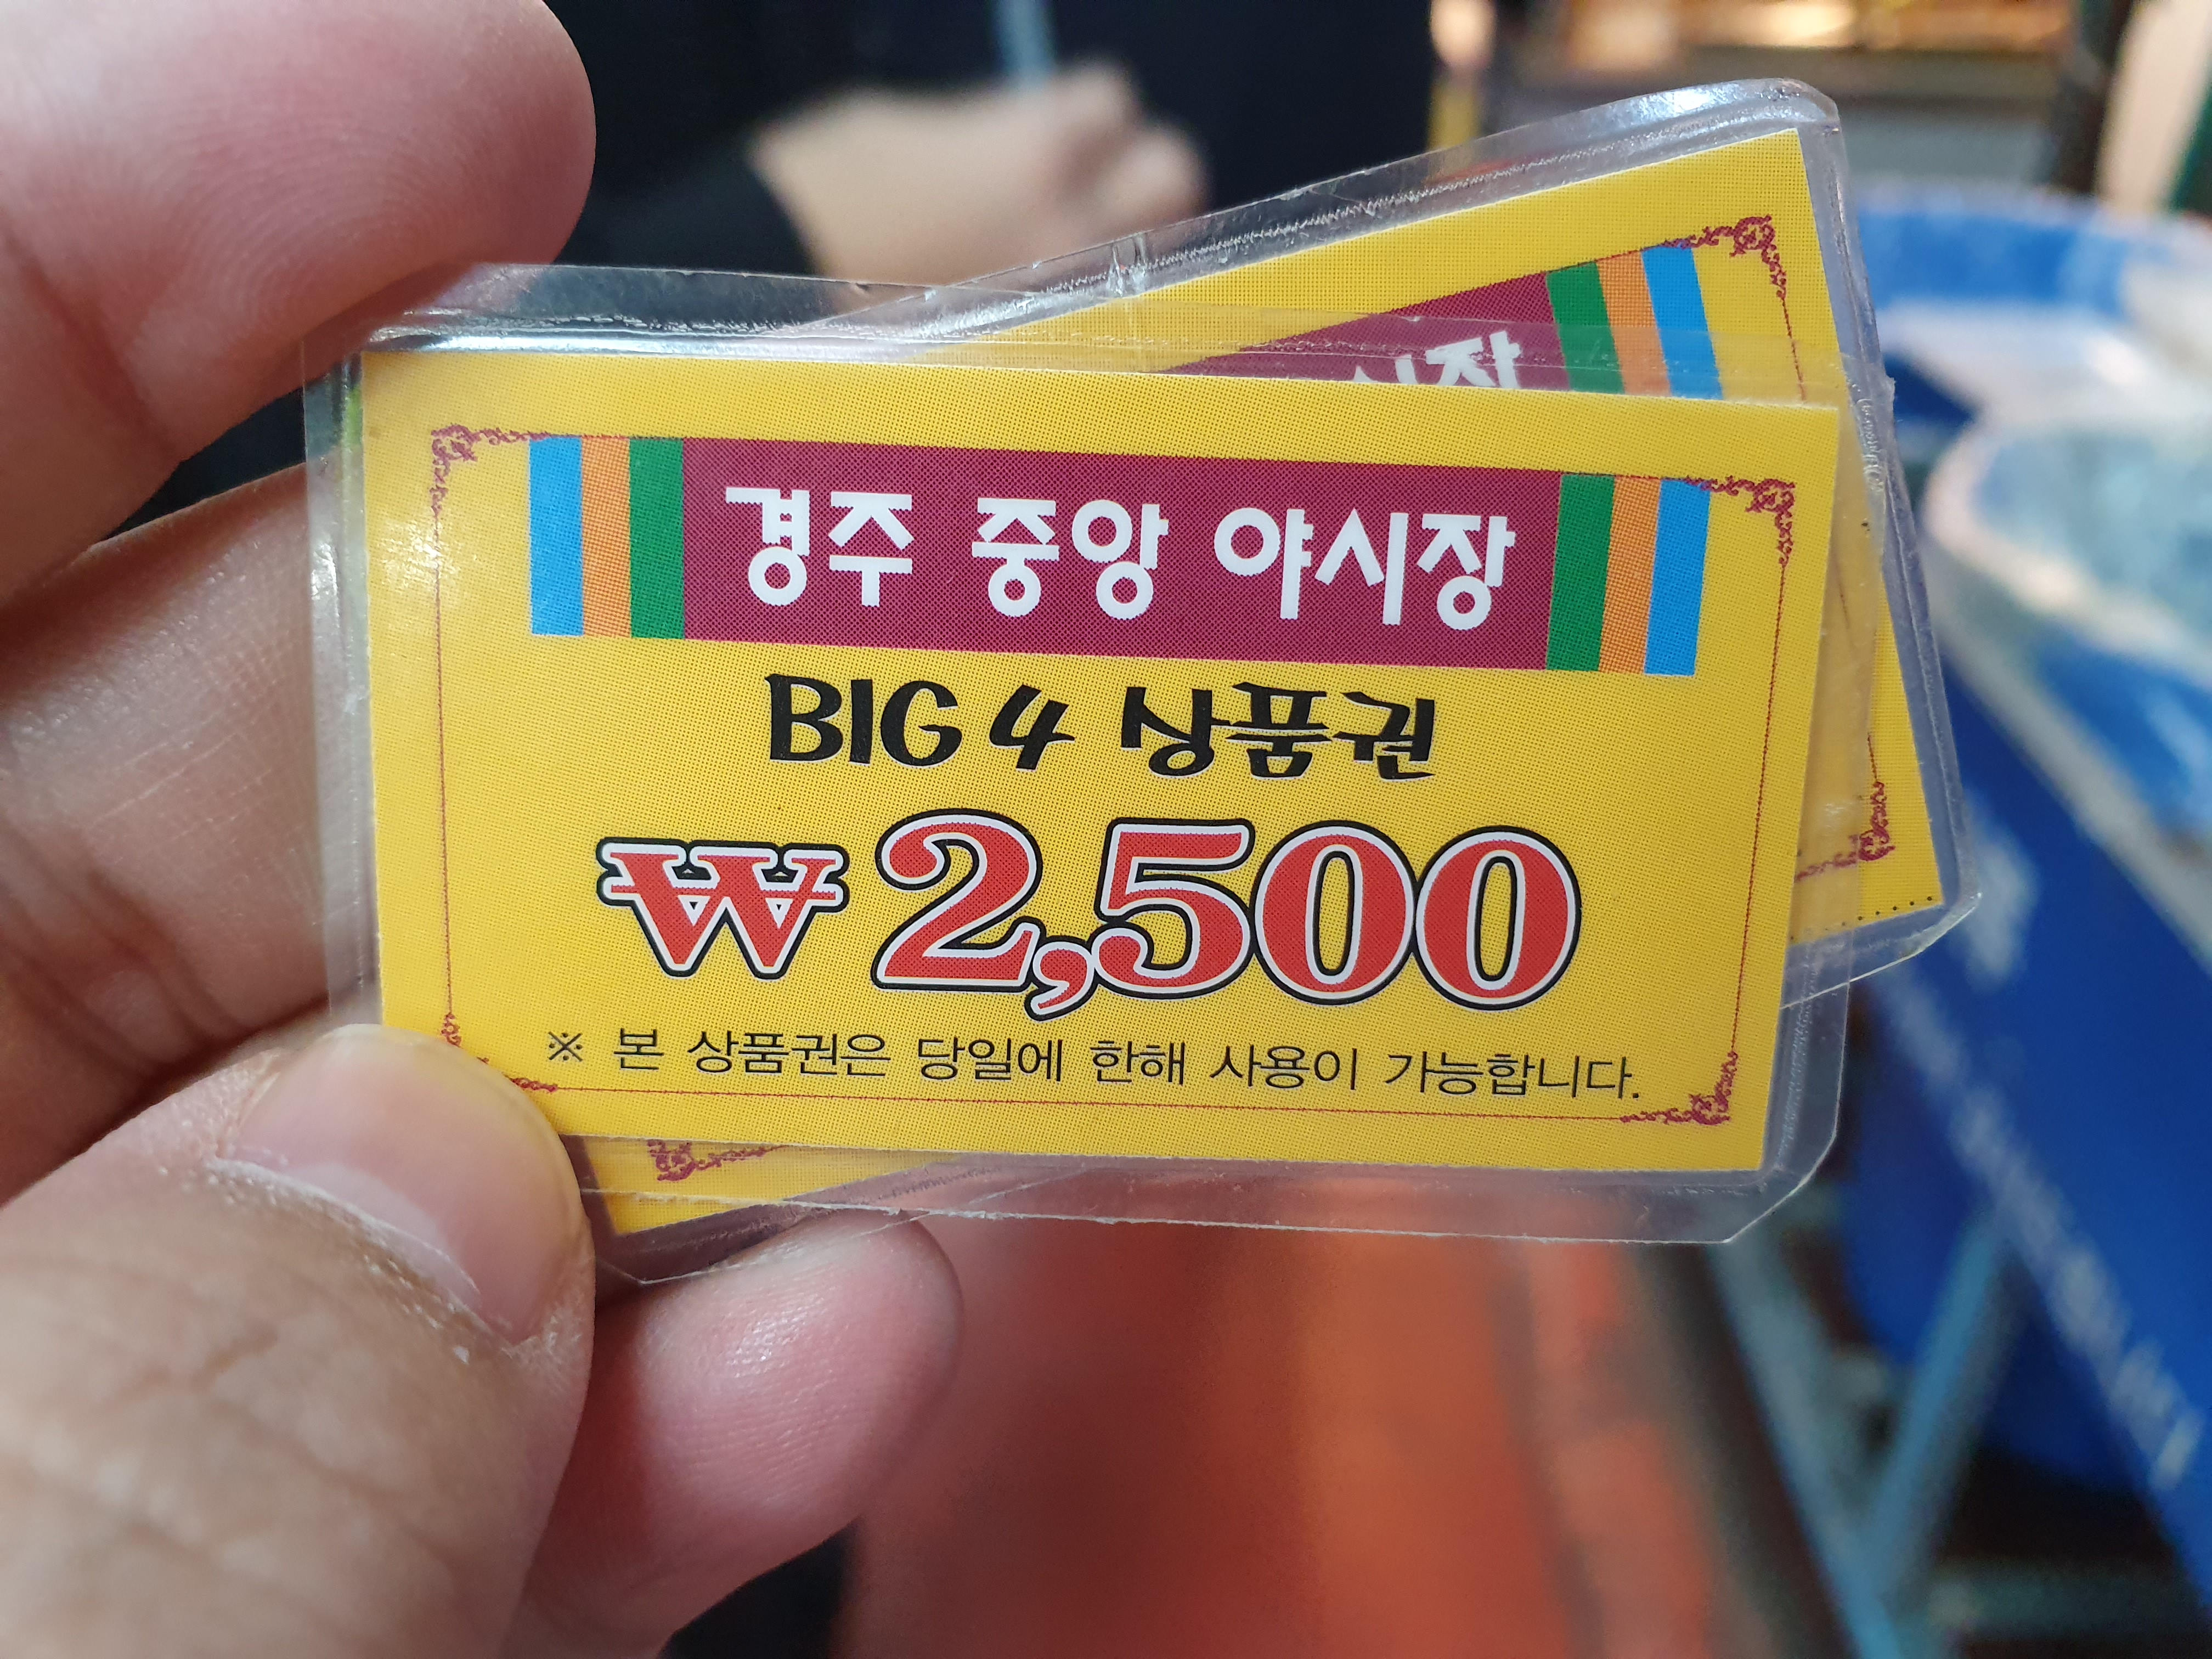 경주 중앙 야시장
BIG 4 상품권
₩ 2,500
※ 본 상품권은 당일에 한해 사용이 가능합니다.